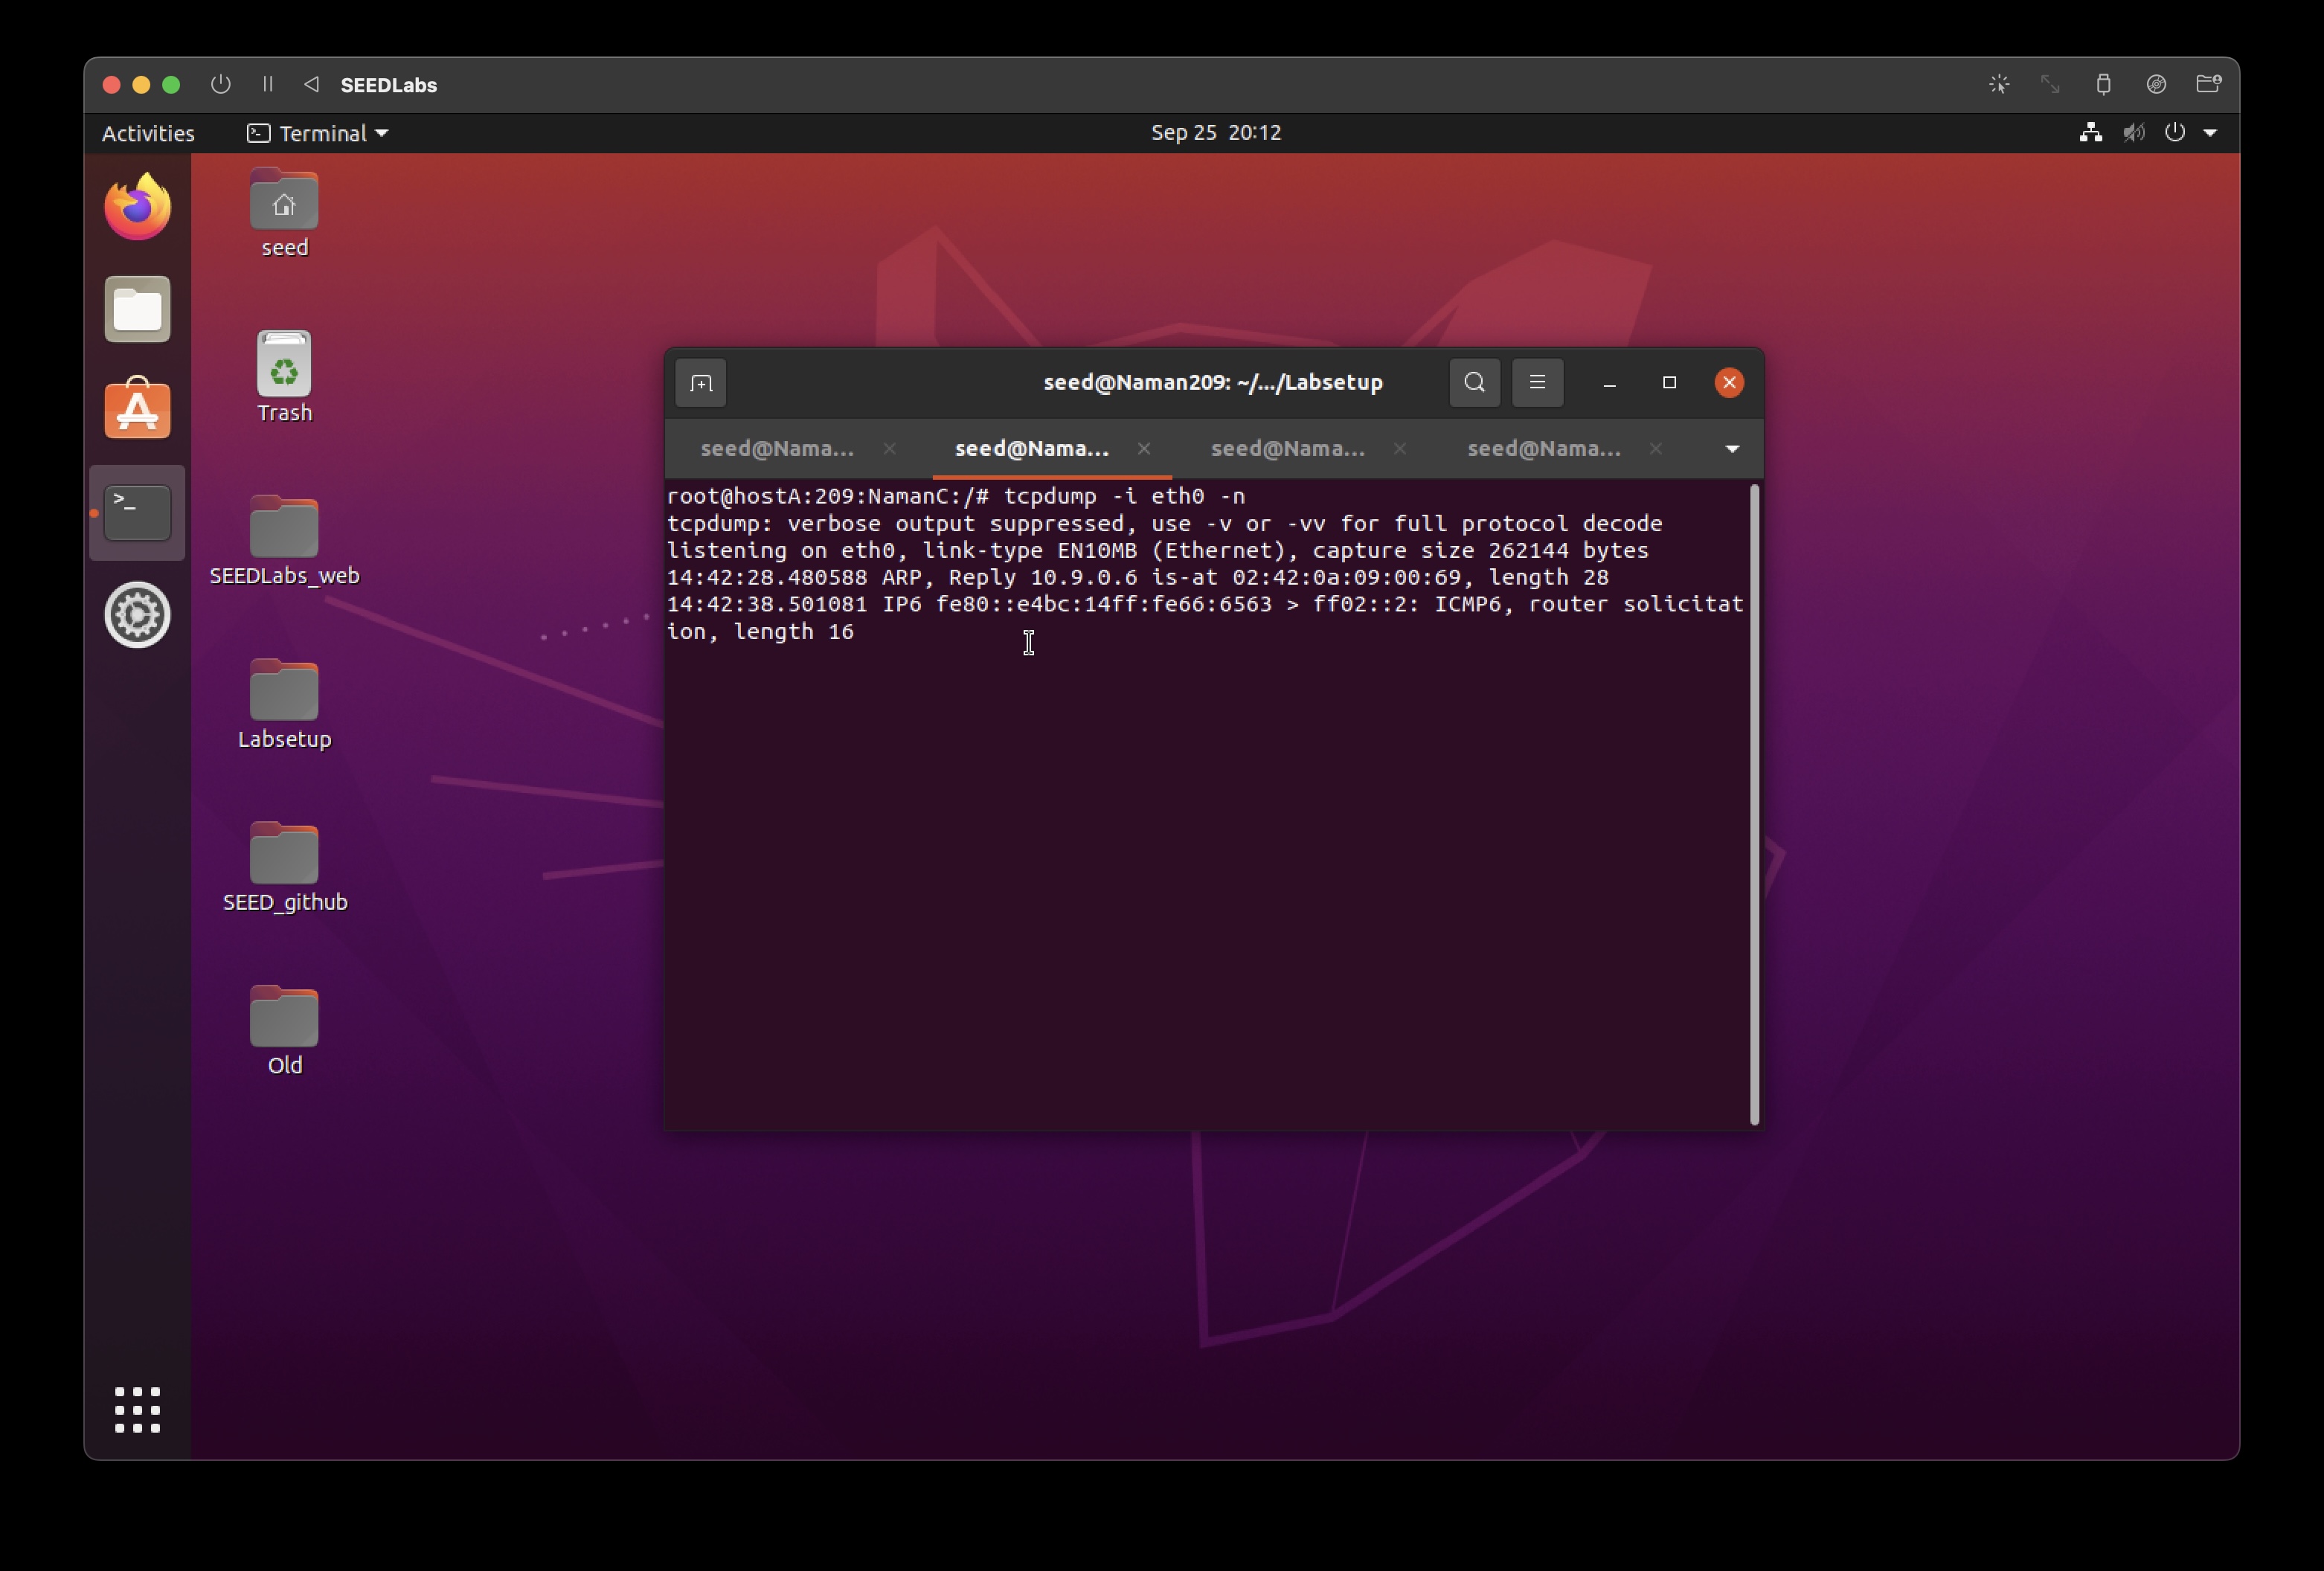 SEEDLabs
Activities
Terminal
Sep 25 20:12
seed
Trash
SEEDLabs_web
Labsetup
SEED_github
Old
seed@Naman209: ~/.../Labsetup
seed@Nama...
seed@Nama...
seed@Nama...
seed@Nama...
root@hostA:209:NamanC:/# tcpdump -i eth0 -n
tcpdump: verbose output suppressed, use -v or -vv for full protocol decode
listening on eth0, link-type EN10MB (Ethernet), capture size 262144 bytes
14:42:28.480588 ARP, Reply 10.9.0.6 is-at 02:42:0a:09:00:69, length 28
14:42:38.501081 IP6 fe80::e4bc:14ff:fe66:6563 > ff02::2: ICMP6, router solicitat
ion, length 16